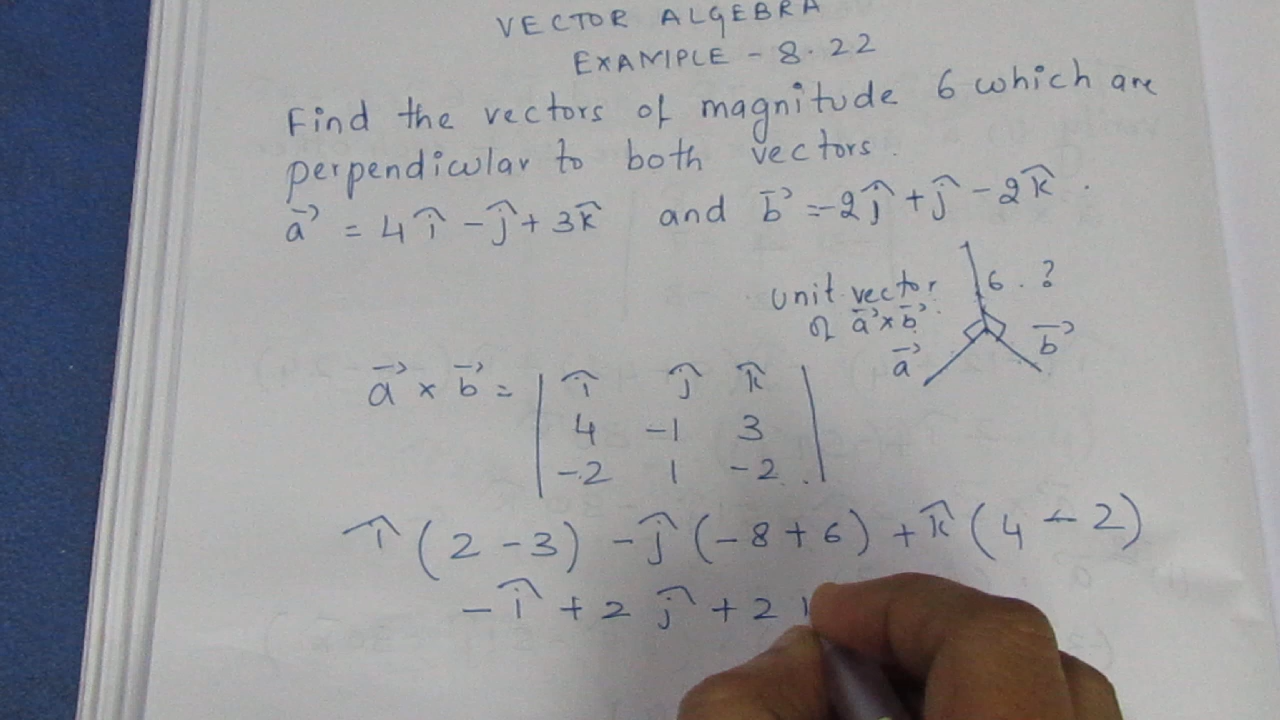 VECTOR ALGEBRA
EXAMPLE - 8.22
Find the vectors of magnitude 6 which are
perpendicular to both vectors.
a⃗ = 4î - ĵ + 3k̂ and b⃗ = -2ĵ + ĵ - 2k̂.
6.?
unit vector
of a⃗ × b⃗.
a⃗ b⃗
a⃗ × b⃗ = | î ĵ k̂ |
4 -1 3
-2 1 -2
î(2-3) - ĵ(-8+6) + k̂(4-2)
-î + 2ĵ + 2